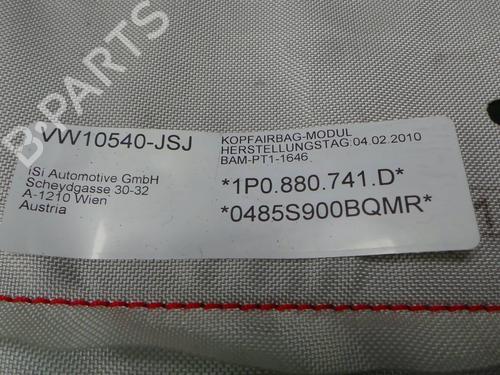 B-PARTS
VW10540-JSJ
ISi Automotive GmbH
Scheydgasse 30-32
A-1210 Wien
Austria
KOPFAIRBAG-MODUL
HERSTELLUNGSTAG:04.02.2010
BAM-PT1-1646
*1P0.880.741.D*
*0485S900BQMR*